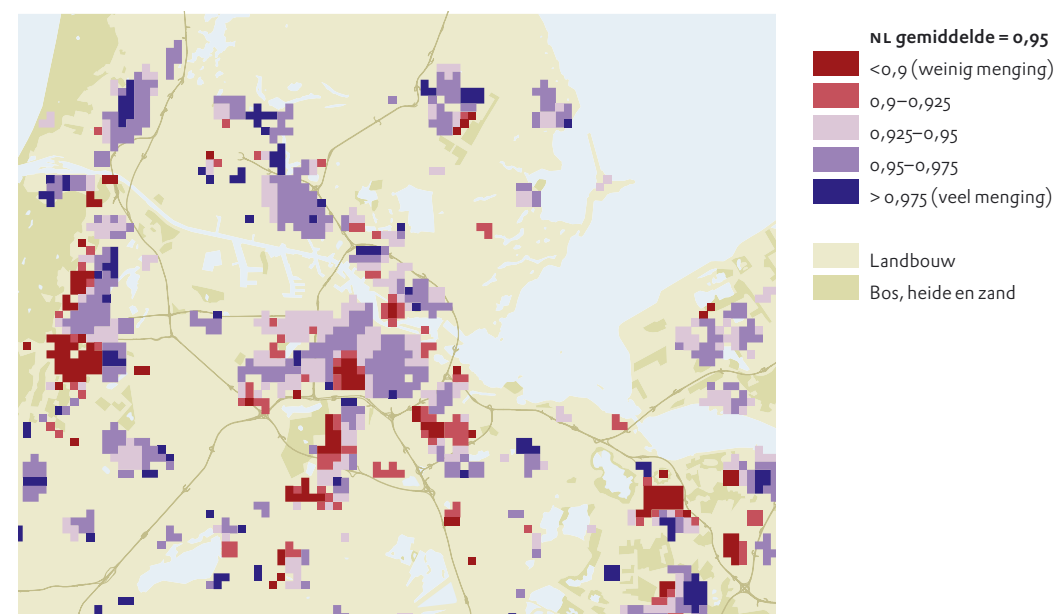 NL gemiddelde = 0,95
<0,9 (weinig menging)
0,9–0,925
0,925–0,95
0,95–0,975
> 0,975 (veel menging)
Landbouw
Bos, heide en zand